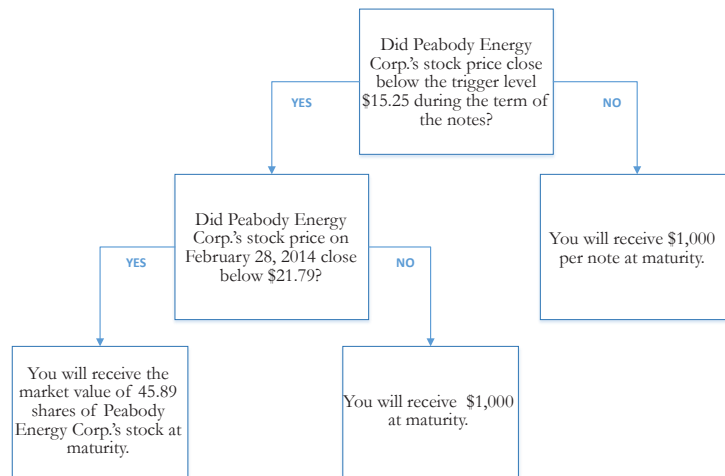 Did Peabody Energy
Corp.'s stock price close
below the trigger level
$15.25 during the term of
the notes?
YES
NO
Did Peabody Energy
Corp.'s stock price on
February 28, 2014 close
below $21.79?
You will receive $1,000
per note at maturity.
YES
NO
You will receive the
market value of 45.89
shares of Peabody
Energy Corp.'s stock at
maturity.
You will receive $1,000
at maturity.